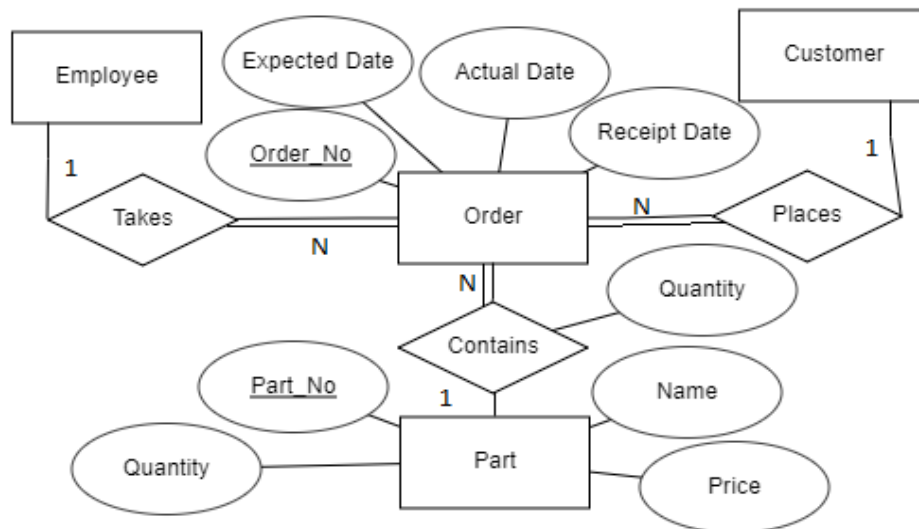 Customer
Expected Date
Actual Date
Employee
Receipt Date
Order_No
1
1
Takes
Order
N
Places
N
N
Quantity
Contains
Part_No
Name
1
Quantity
Part
Price